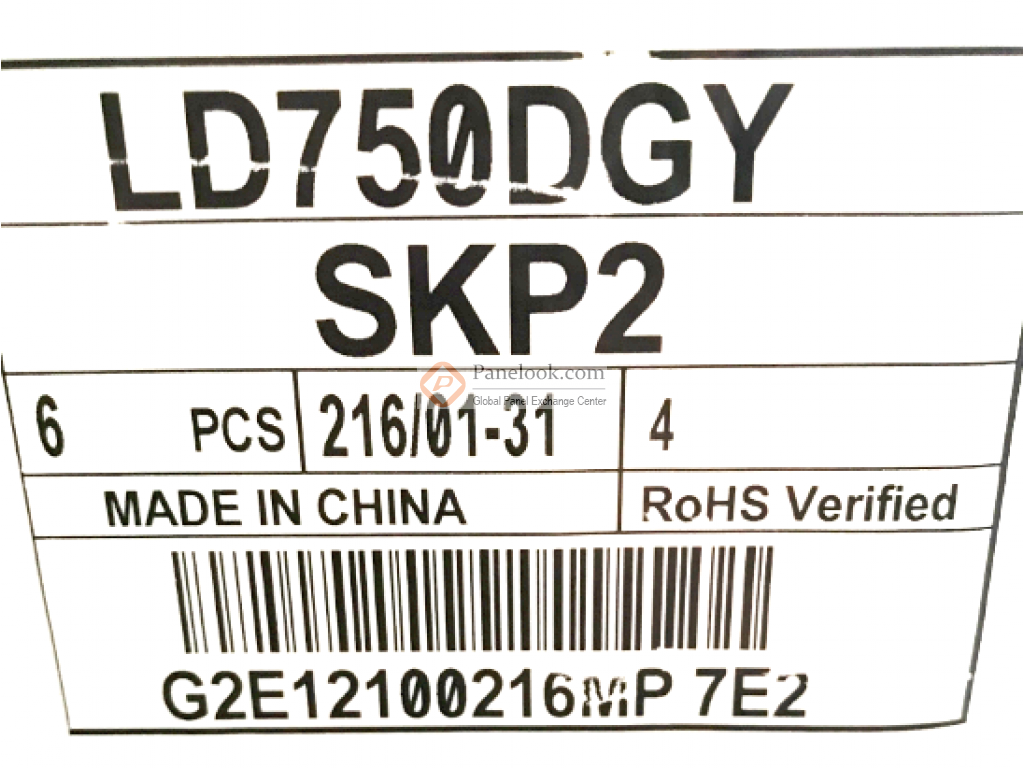 LD750DGY
SKP2
Panelook.com
Global Panel Exchange Center
6 PCS 216/01-31 4
MADE IN CHINA RoHS Verified
G2E12100216MP 7E2